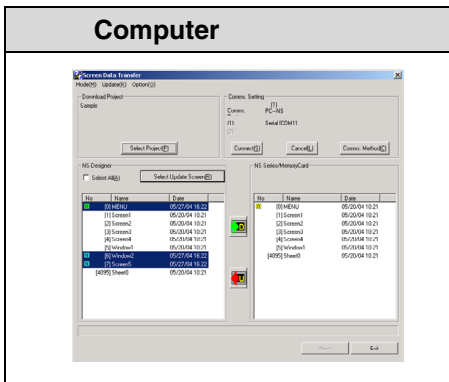 Computer
Screen Data Transfer
Mode(M) Update(R) Option(O)
Download Project
Sample
Select Project(P)
Comms. Setting
(1)
Comms. PC--NS
(1): Serial [COM1]
Connect(S) Cancel(L) Comms. Method(C)
NS Designer
Select All(A) Select Update Screen(R)
No Name Date
[0] MENU 05/27/04 16:22
[1] Screen1 05/20/04 10:21
[2] Screen2 05/20/04 10:21
[3] Screen3 05/20/04 10:21
[4] Screen4 05/20/04 10:21
[5] Window1 05/20/04 10:21
[6] Window2 05/27/04 16:22
[7] Screen5 05/27/04 16:22
[4095] Sheet0 05/20/04 10:21
D
U
NS Series/MemoryCard
No Name Date
[0] MENU 05/20/04 10:21
[1] Screen1 05/20/04 10:21
[2] Screen2 05/20/04 10:21
[3] Screen3 05/20/04 10:21
[4] Screen4 05/20/04 10:21
[5] Window1 05/20/04 10:21
[4095] Sheet0 05/20/04 10:21
About Exit